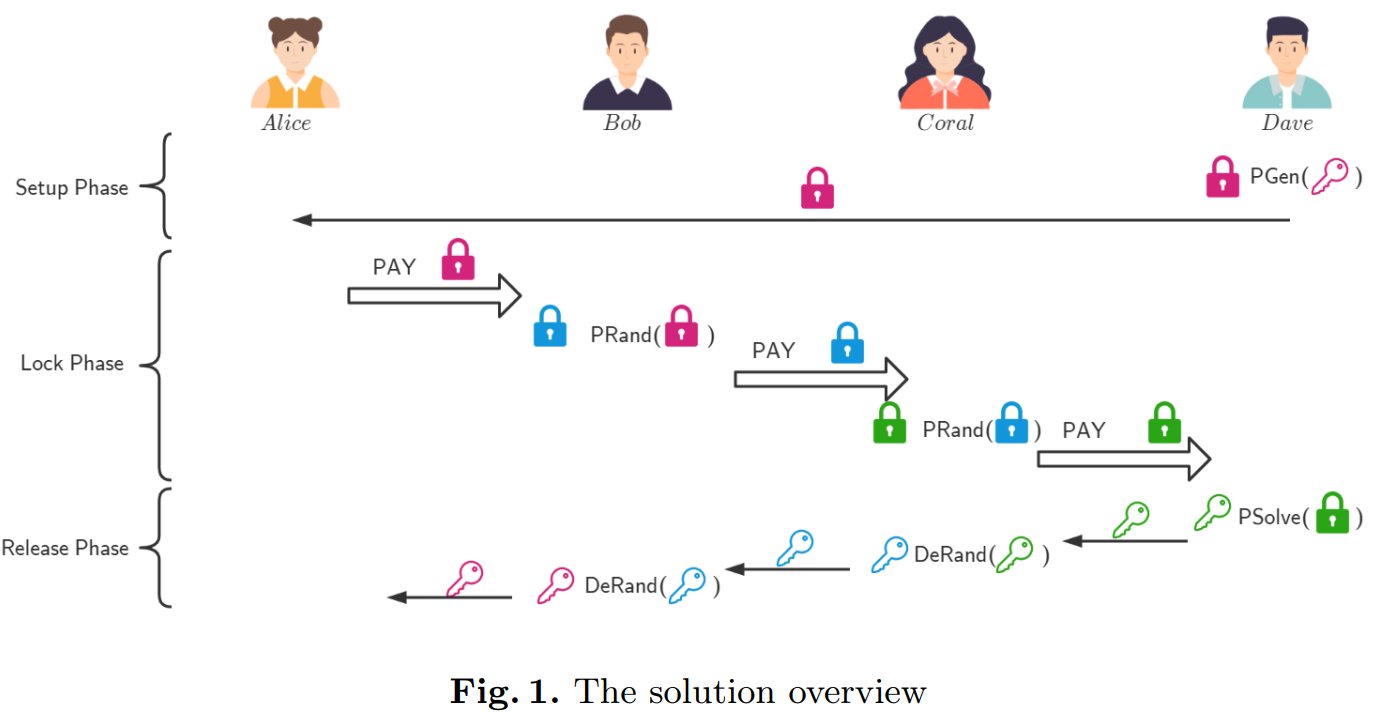 Alice Bob Coral Dave
Setup Phase
PGen( )
PAY
PRand( )
Lock Phase
PAY
PRand( ) PAY
Release Phase
PSolve( )
DeRand( )
DeRand( )
Fig. 1. The solution overview